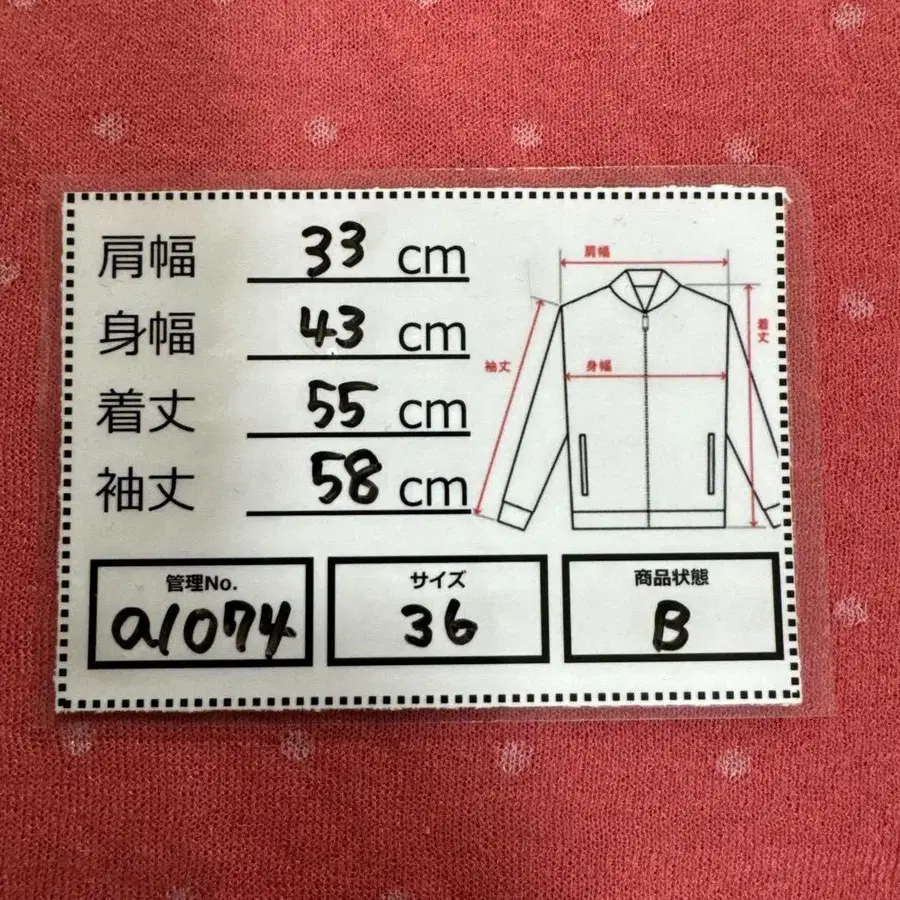 肩幅 33 cm
身幅 43 cm
着丈 55 cm
袖丈 58 cm
肩幅
身幅
着丈
袖丈
管理No.
a1074
サイズ
36
商品状態
B